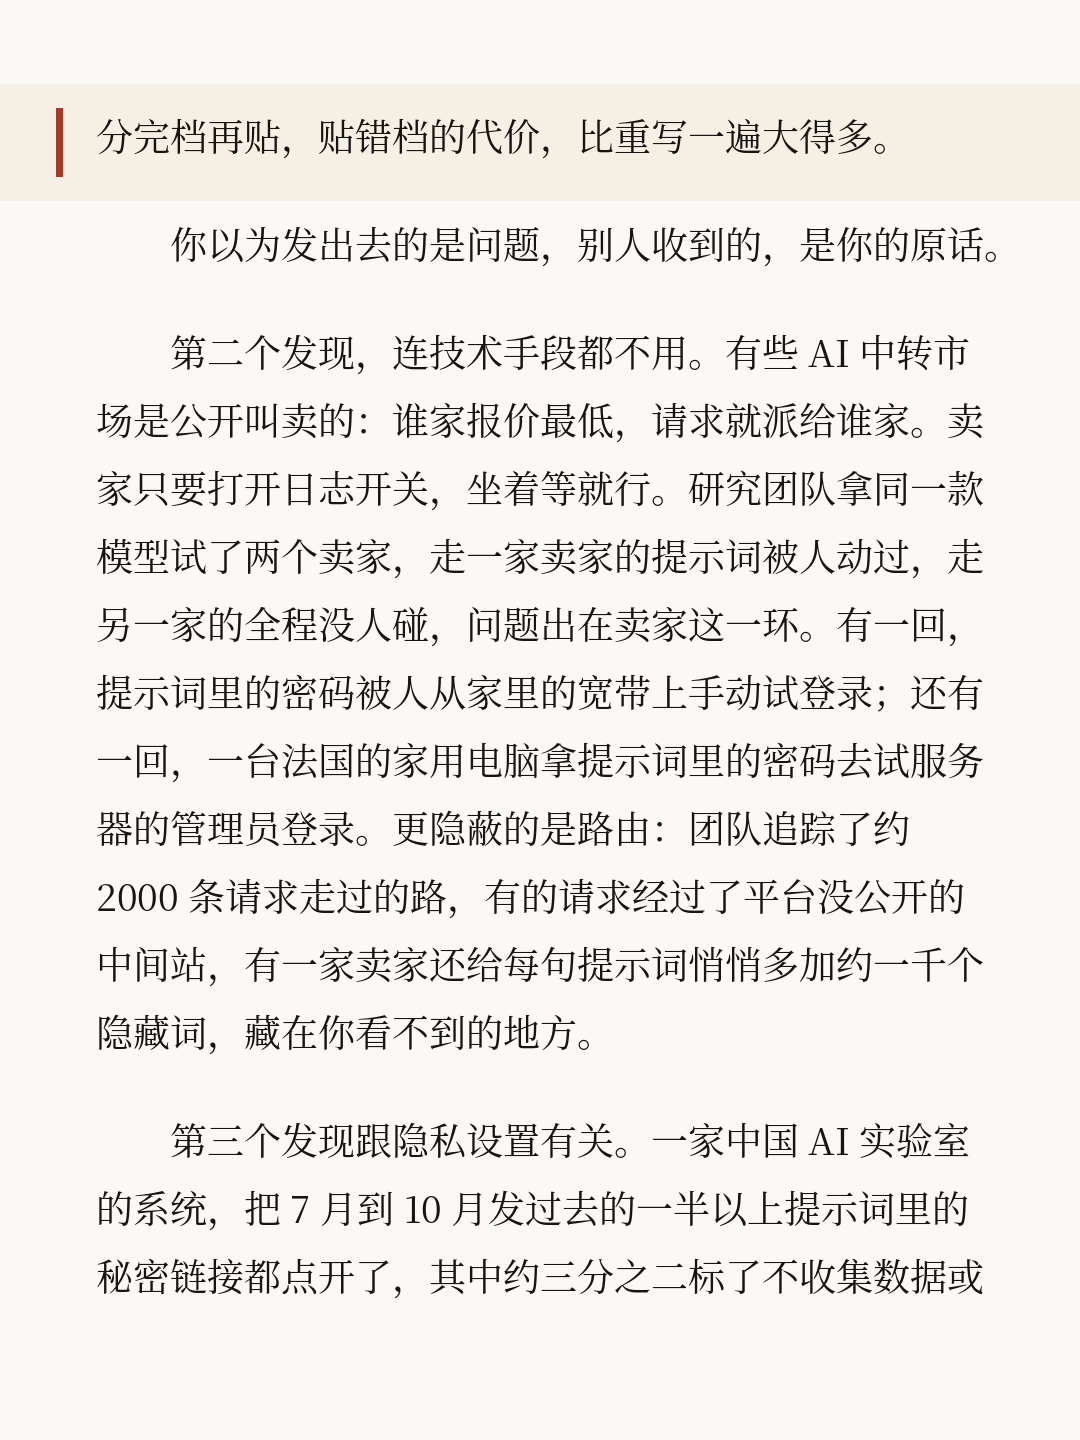 分完档再贴，贴错档的代价，比重写一遍大得多。
你以为发出去的是问题，别人收到的，是你的原话。
第二个发现，连技术手段都不用。有些 AI 中转市
场是公开叫卖的：谁家报价最低，请求就派给谁家。卖
家只要打开日志开关，坐着等就行。研究团队拿同一款
模型试了两个卖家，走一家卖家的提示词被人动过，走
另一家的全程没人碰，问题出在卖家这一环。有一回，
提示词里的密码被人从家里的宽带上手动试登录；还有
一回，一台法国的家用电脑拿提示词里的密码去试服务
器的管理员登录。更隐蔽的是路由：团队追踪了约
2000 条请求走过的路，有的请求经过了平台没公开的
中间站，有一家卖家还给每句提示词悄悄多加约一千个
隐藏词，藏在你看不到的地方。
第三个发现跟隐私设置有关。一家中国 AI 实验室
的系统，把 7 月到 10 月发过去的一半以上提示词里的
秘密链接都点开了，其中约三分之二标了不收集数据或